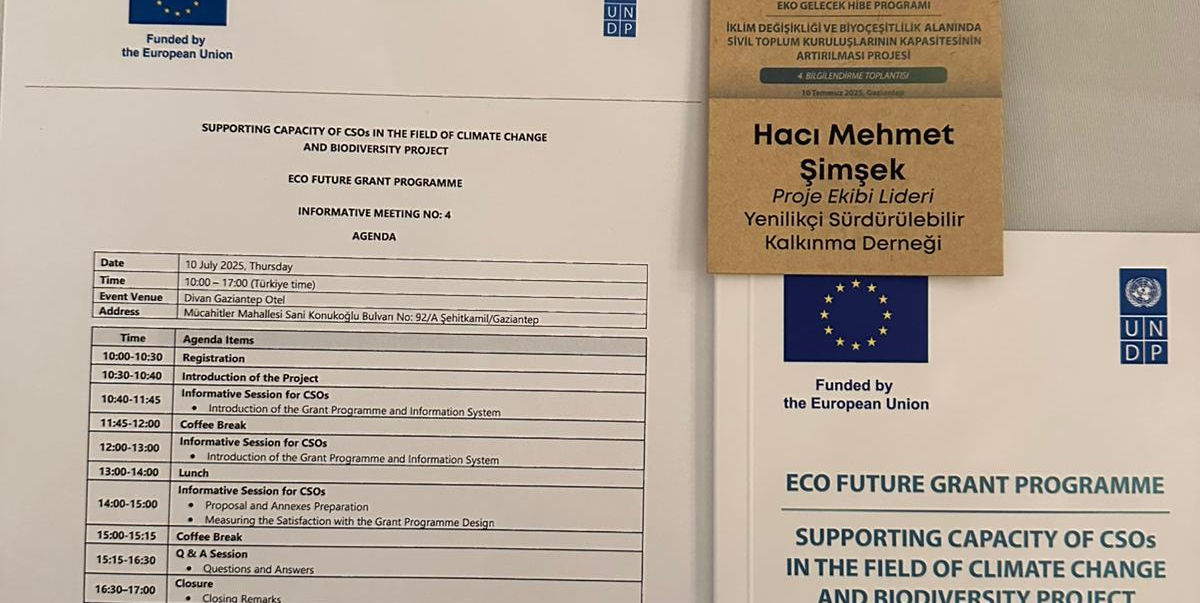 Funded by
the European Union
UN
DP
SUPPORTING CAPACITY OF CSOs IN THE FIELD OF CLIMATE CHANGE
AND BIODIVERSITY PROJECT
ECO FUTURE GRANT PROGRAMME
INFORMATIVE MEETING NO: 4
AGENDA
Date 10 July 2025, Thursday
Time 10:00 – 17:00 (Türkiye time)
Event Venue Divan Gaziantep Otel
Address Mücahitler Mahallesi Sani Konukoğlu Bulvarı No: 92/A Şehitkamil/Gaziantep
Time Agenda Items
10:00-10:30 Registration
10:30-10:40 Introduction of the Project
10:40-11:45 Informative Session for CSOs
• Introduction of the Grant Programme and Information System
11:45-12:00 Coffee Break
12:00-13:00 Informative Session for CSOs
• Introduction of the Grant Programme and Information System
13:00-14:00 Lunch
14:00-15:00 Informative Session for CSOs
• Proposal and Annexes Preparation
• Measuring the Satisfaction with the Grant Programme Design
15:00-15:15 Coffee Break
15:15-16:30 Q & A Session
• Questions and Answers
16:30–17:00 Closure
• Closing Remarks
EKO GELECEK HİBE PROGRAMI
İKLİM DEĞİŞİKLİĞİ VE BİYOÇEŞİTLİLİK ALANINDA
SİVİL TOPLUM KURULUŞLARININ KAPASİTESİNİN
ARTIRILMASI PROJESİ
4. BİLGİLENDİRME TOPLANTISI
10 Temmuz 2025, Gaziantep
Hacı Mehmet
Şimşek
Proje Ekibi Lideri
Yenilikçi Sürdürülebilir
Kalkınma Derneği
UN
DP
Funded by
the European Union
ECO FUTURE GRANT PROGRAMME
SUPPORTING CAPACITY OF CSOs
IN THE FIELD OF CLIMATE CHANGE
AND BIODIVERSITY PROJECT